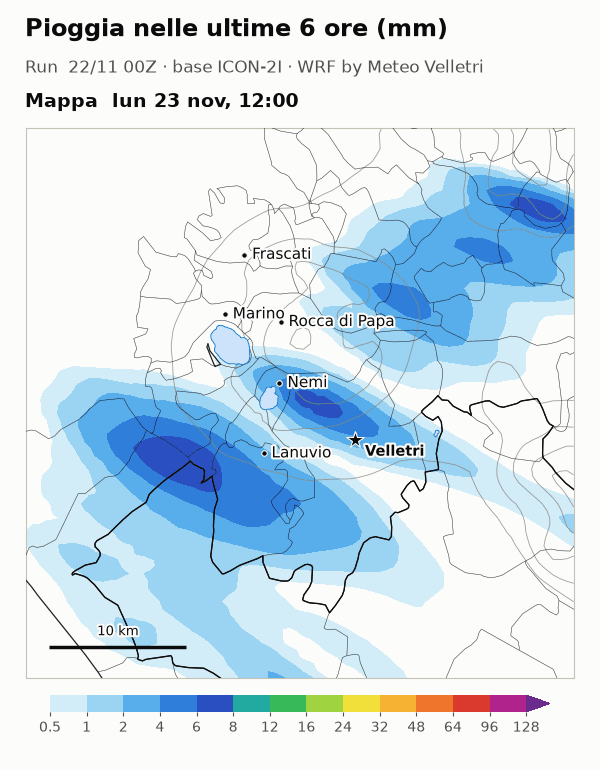 Pioggia nelle ultime 6 ore (mm)
Run 22/11 00Z · base ICON-2I · WRF by Meteo Velletri
Mappa lun 23 nov, 12:00
Frascati
Marino
Rocca di Papa
Nemi
Velletri
Lanuvio
10 km
0.5 1 2 4 6 8 12 16 24 32 48 64 96 128